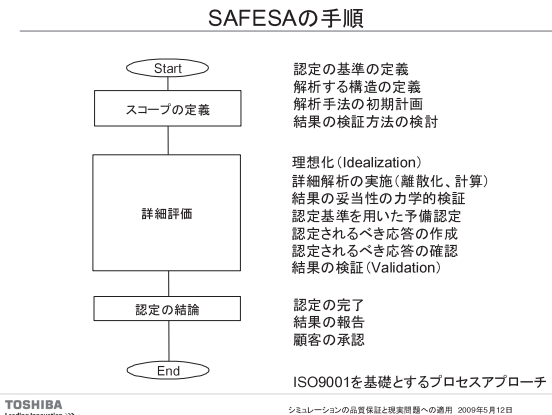 SAFESAの手順
Start
認定の基準の定義
解析する構造の定義
スコープの定義
解析手法の初期計画
結果の検証方法の検討
理想化(Idealization)
詳細解析の実施(離散化、計算)
結果の妥当性の力学的検証
詳細評価
認定基準を用いた予備認定
認定されるべき応答の作成
認定されるべき応答の確認
結果の検証(Validation)
認定の結論
認定の完了
結果の報告
顧客の承認
End
ISO9001を基礎とするプロセスアプローチ
TOSHIBA
Leading Innovation
シミュレーションの品質保証と現実問題への適用 2009年5月12日